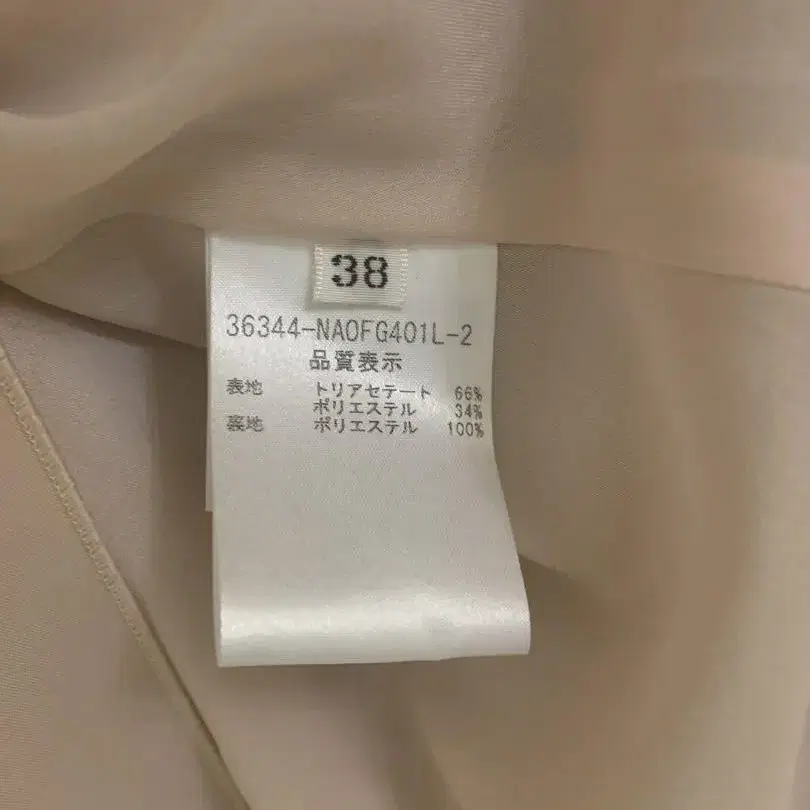 38
36344-NAOFG401L-2
品質表示
表地 トリアセテート 66%
ポリエステル 34%
裏地 ポリエステル 100%